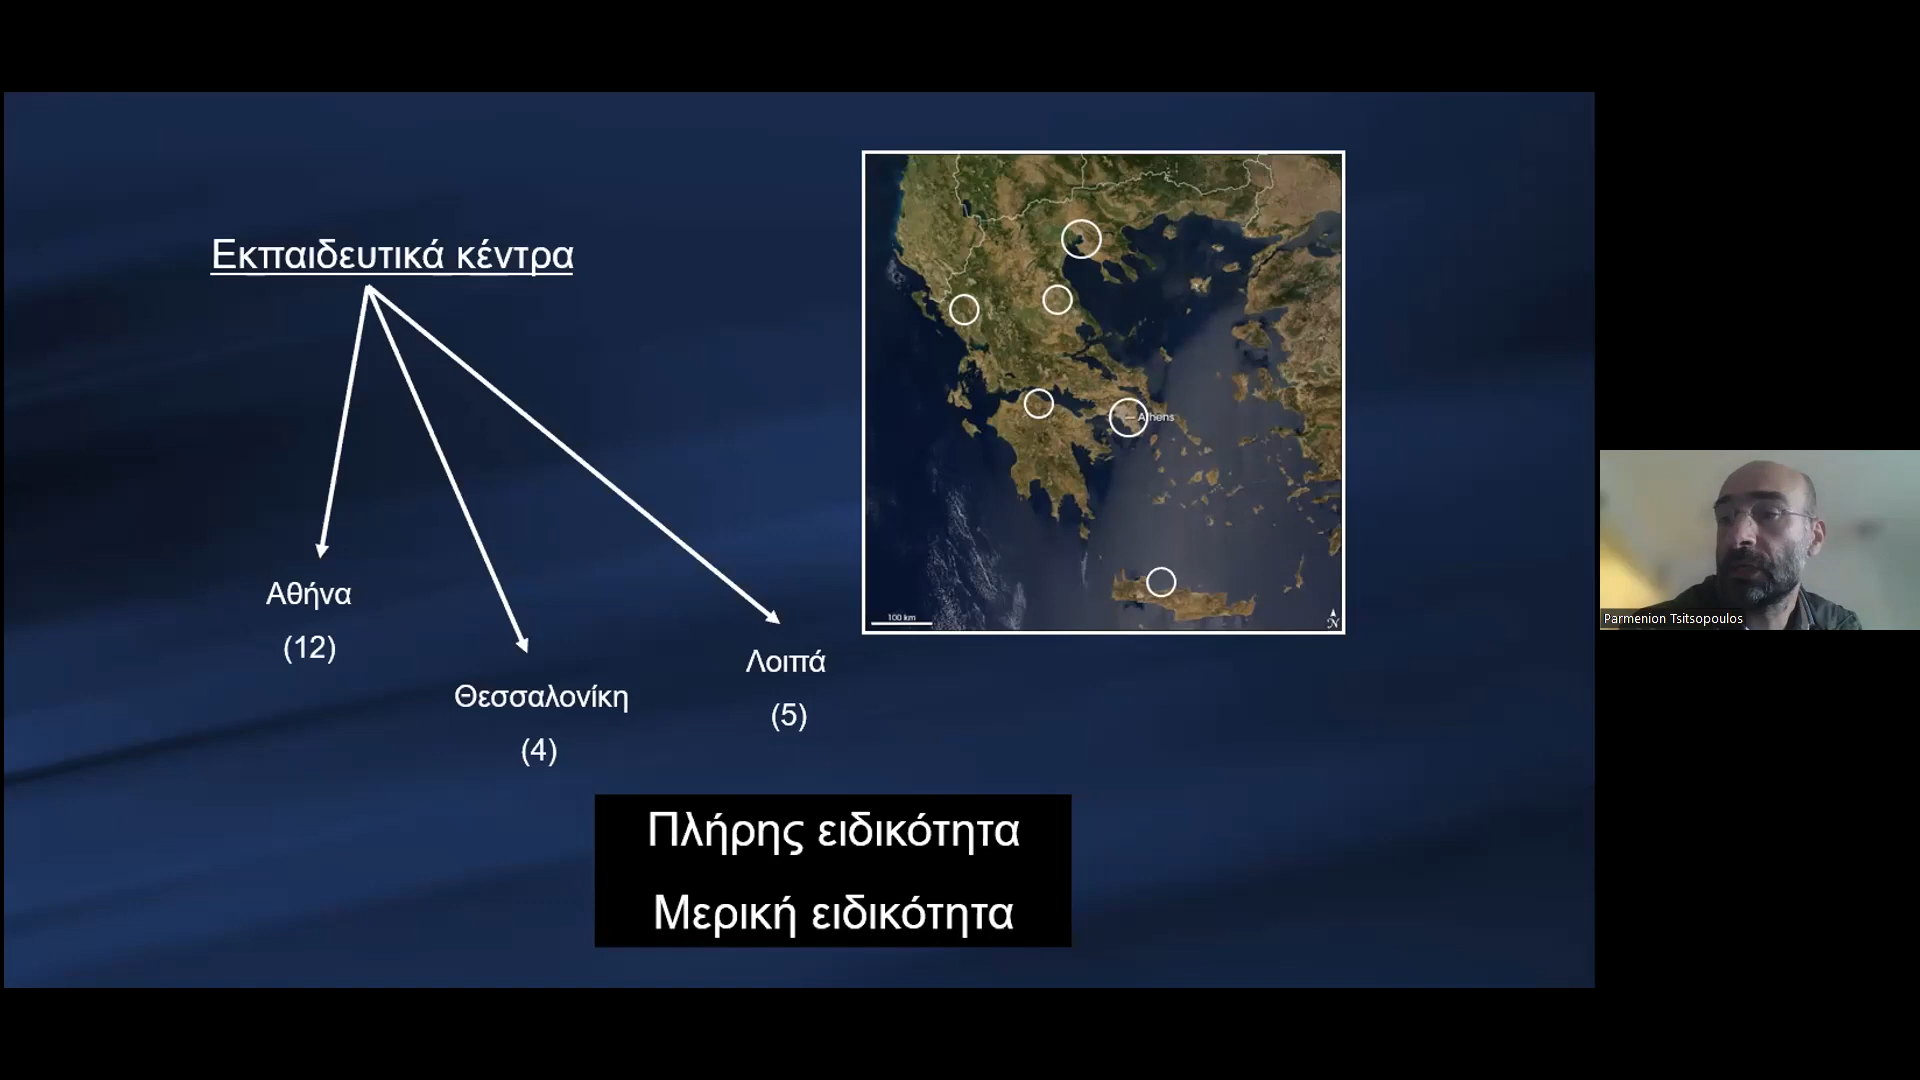 Εκπαιδευτικά κέντρα
Αθήνα
(12)
Θεσσαλονίκη
(4)
Λοιπά
(5)
Athens
100 km
N
Πλήρης ειδικότητα
Μερική ειδικότητα
Parmenion Tsitsopoulos